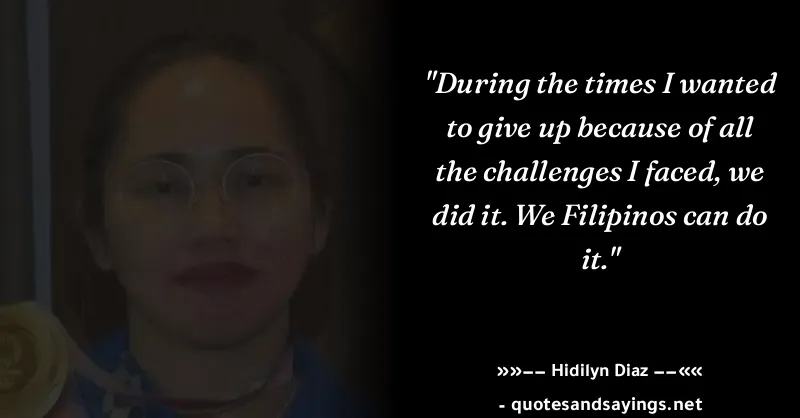 "During the times I wanted
to give up because of all
the challenges I faced, we
did it. We Filipinos can do
it."
»»−− Hidilyn Diaz −−««
- quotesandsayings.net